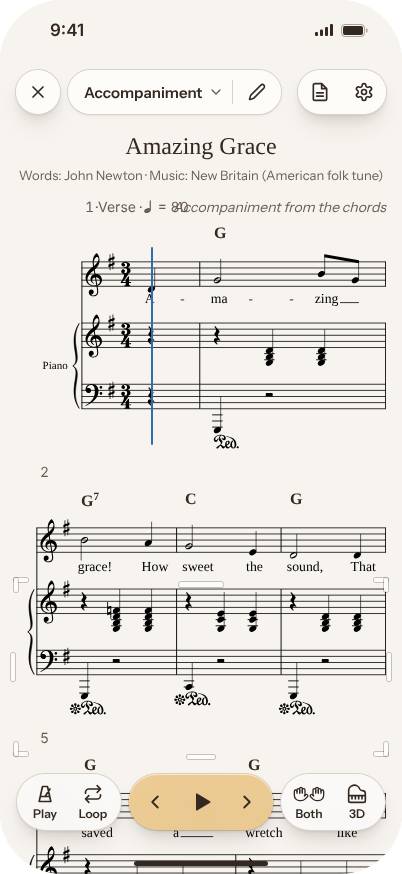 9:41
Accompaniment
Amazing Grace
Words: John Newton · Music: New Britain (American folk tune)
1·Verse · ♩ = 80 Accompaniment from the chords
G
A - ma - - zing
Piano
2
G7 C G
grace! How sweet the sound, That
5
G G
Play Loop Both 3D
saved a wretch like